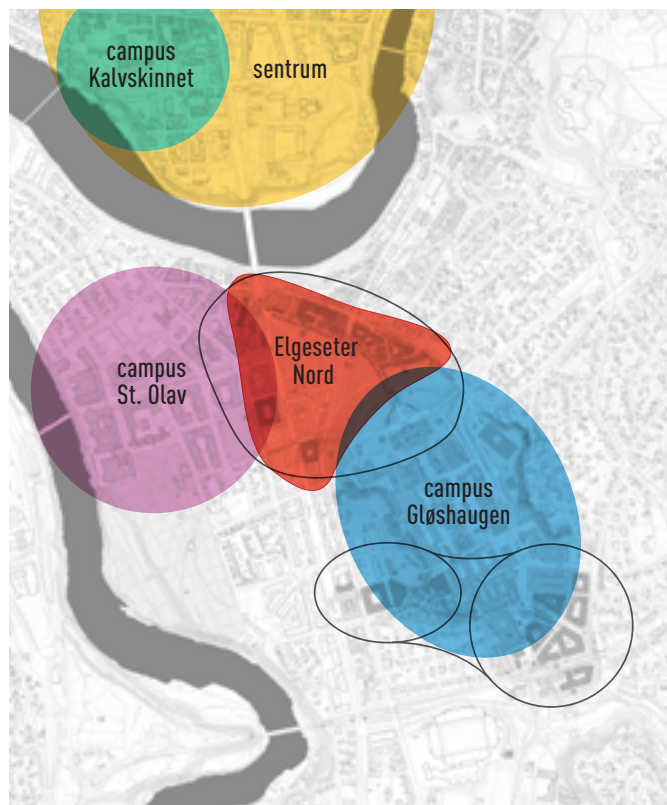 campus
Kalvskinnet
sentrum
Elgeseter
Nord
campus
St. Olav
campus
Gløshaugen